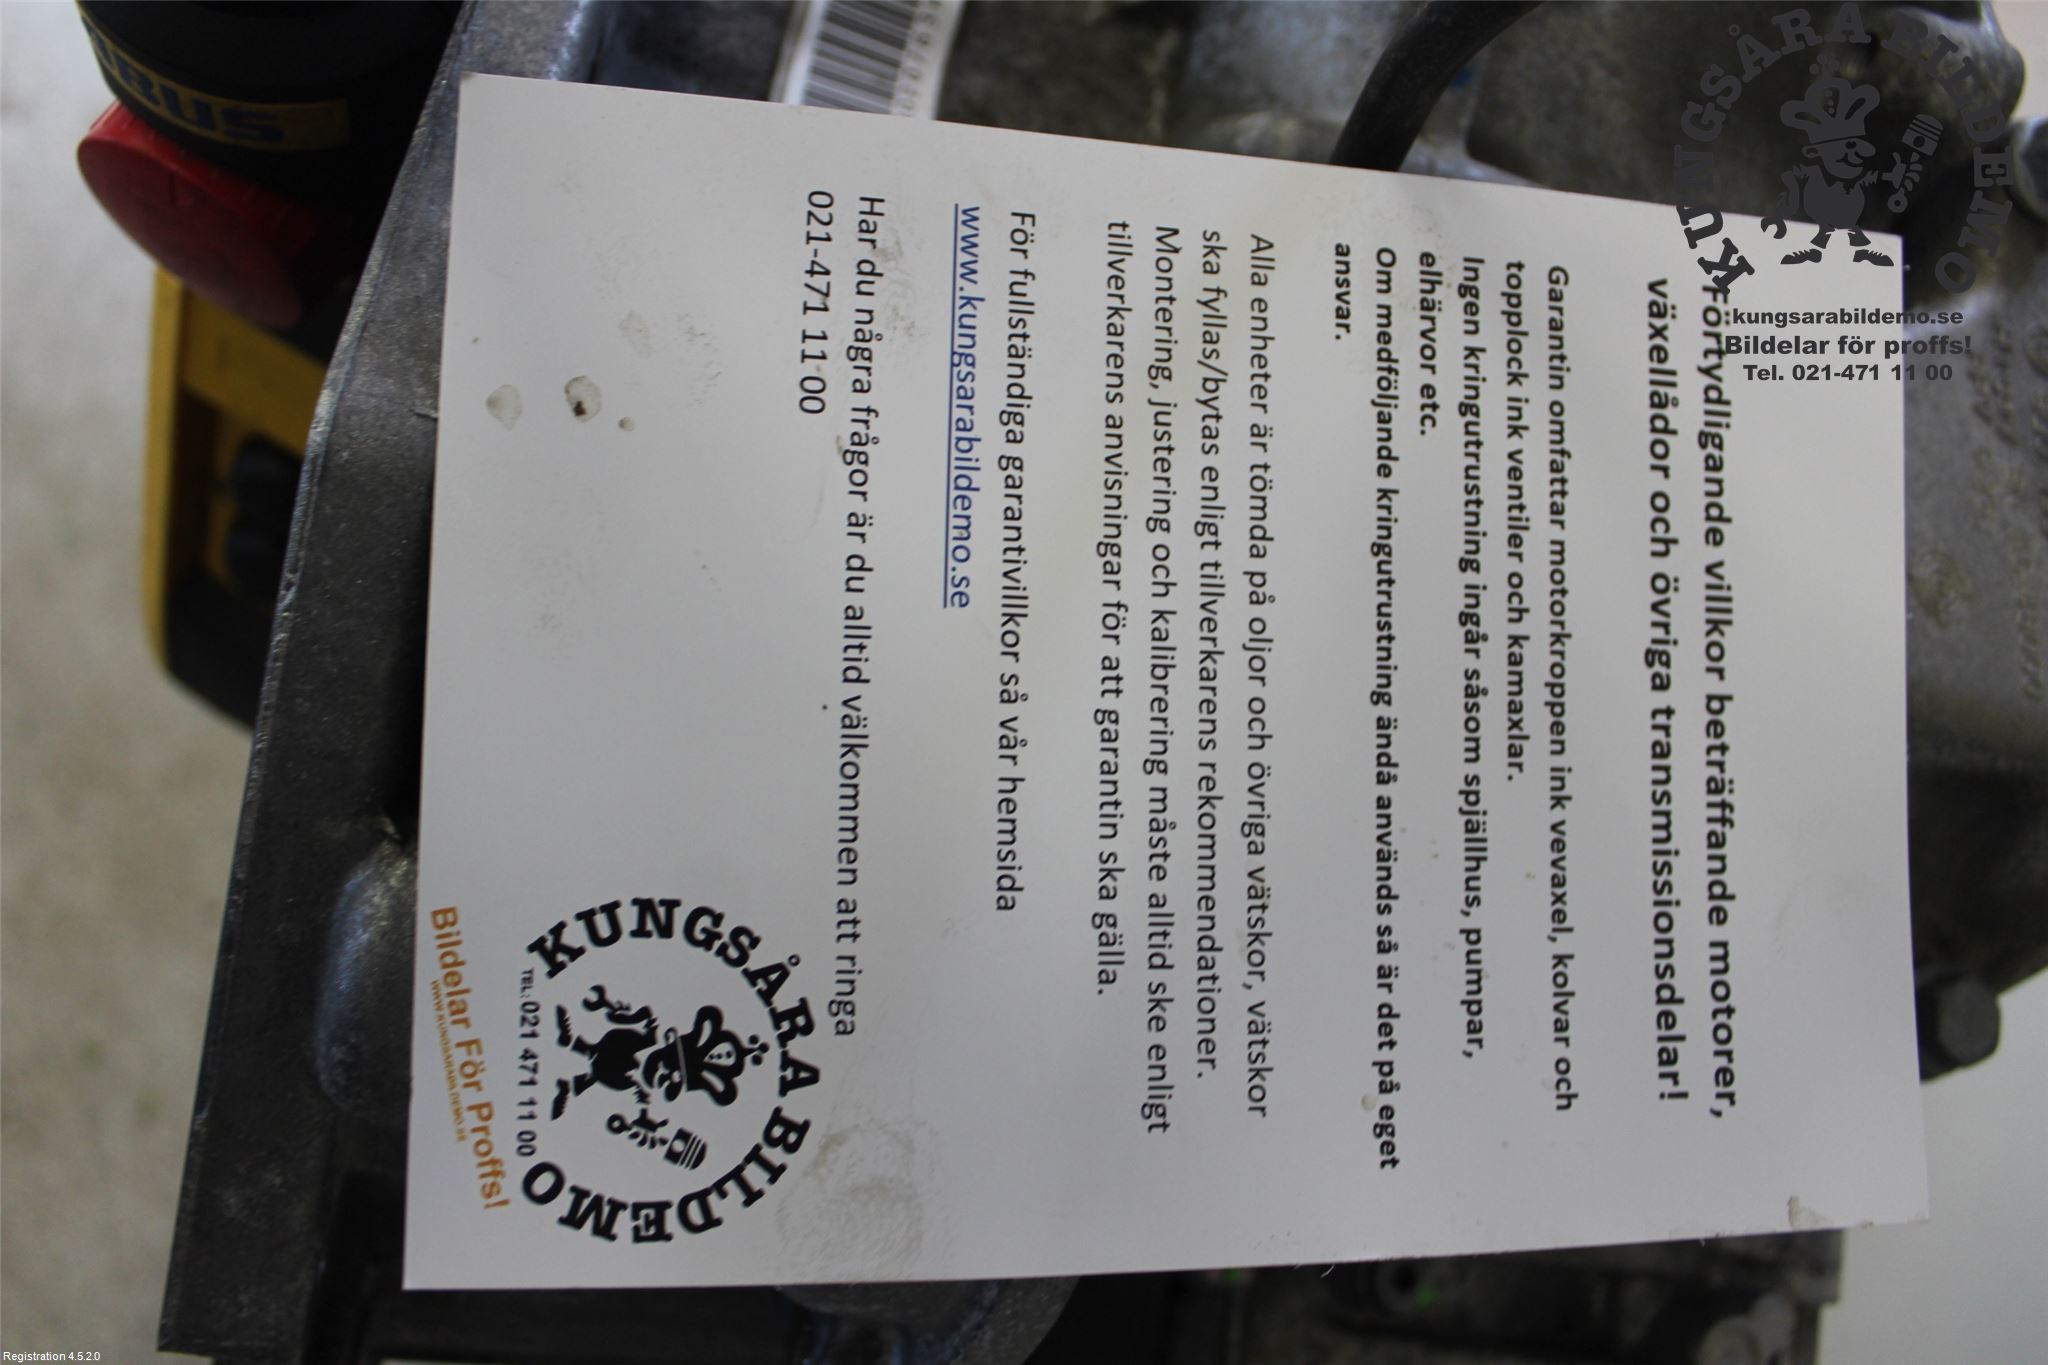 Förtydligande villkor beträffande motorer,
växellådor och övriga transmissionsdelar!
Garantin omfattar motorkroppen ink vevaxel, kolvar och
topplock ink ventiler och kamaxlar.
Ingen kringutrustning ingår såsom spjällhus, pumpar,
elhärvor etc.
Om medföljande kringutrustning ändå används så är det på eget
ansvar.
Alla enheter är tömda på oljor och övriga vätskor, vätskor
ska fyllas/bytas enligt tillverkarens rekommendationer.
Montering, justering och kalibrering måste alltid ske enligt
tillverkarens anvisningar för att garantin ska gälla.
För fullständiga garantivillkor så vår hemsida
www.kungsarabildemo.se
Har du några frågor är du alltid välkommen att ringa
021-471 11 00
KUNGSÅRA BILDEMO
TEL: 021 471 11 00
Bildelar För Proffs!
WWW.KUNGSARABILDEMO.SE
KUNGSÅRA BILDEMO
kungsarabildemo.se
Bildelar för proffs!
Tel. 021-471 11 00
Registration 4.5.2.0